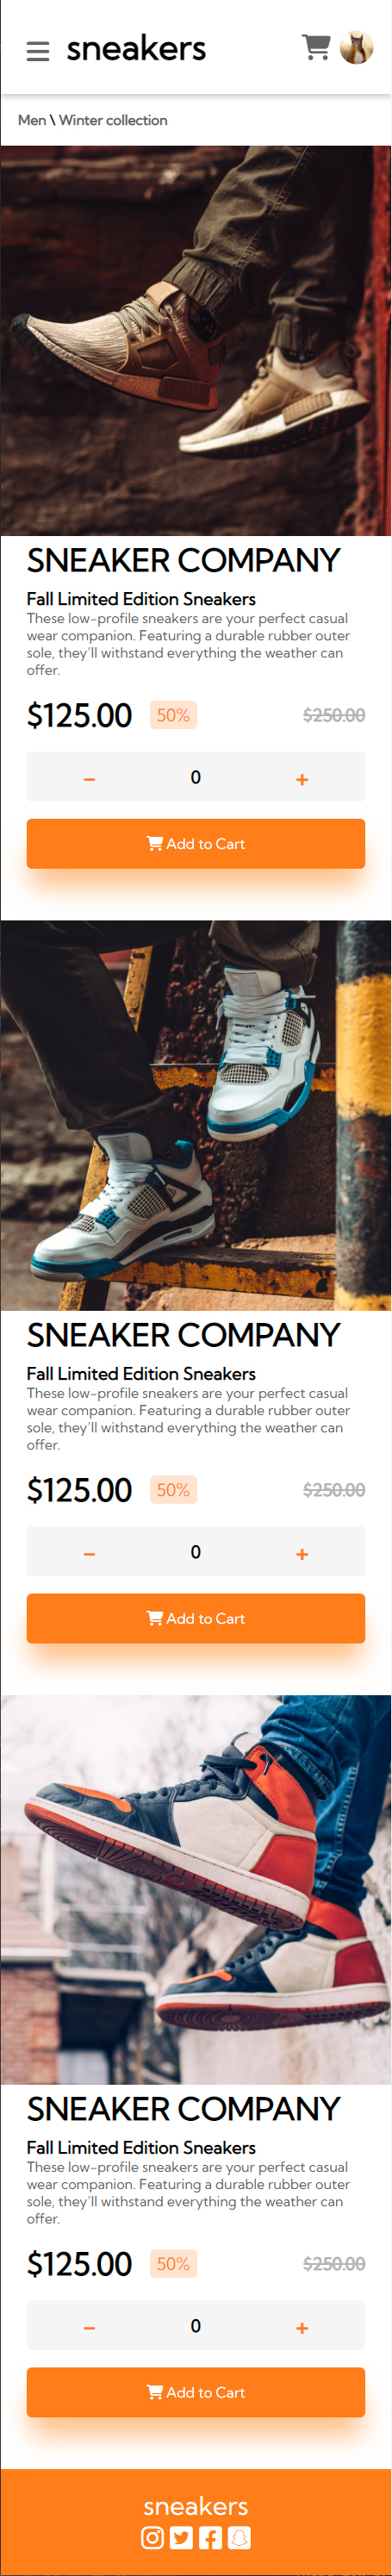 sneakers
Men \ Winter collection
SNEAKER COMPANY
Fall Limited Edition Sneakers
These low-profile sneakers are your perfect casual
wear companion. Featuring a durable rubber outer
sole, they'll withstand everything the weather can
offer.
$125.00 50% $250.00
− 0 +
Add to Cart
SNEAKER COMPANY
Fall Limited Edition Sneakers
These low-profile sneakers are your perfect casual
wear companion. Featuring a durable rubber outer
sole, they'll withstand everything the weather can
offer.
$125.00 50% $250.00
− 0 +
Add to Cart
SNEAKER COMPANY
Fall Limited Edition Sneakers
These low-profile sneakers are your perfect casual
wear companion. Featuring a durable rubber outer
sole, they'll withstand everything the weather can
offer.
$125.00 50% $250.00
− 0 +
Add to Cart
sneakers